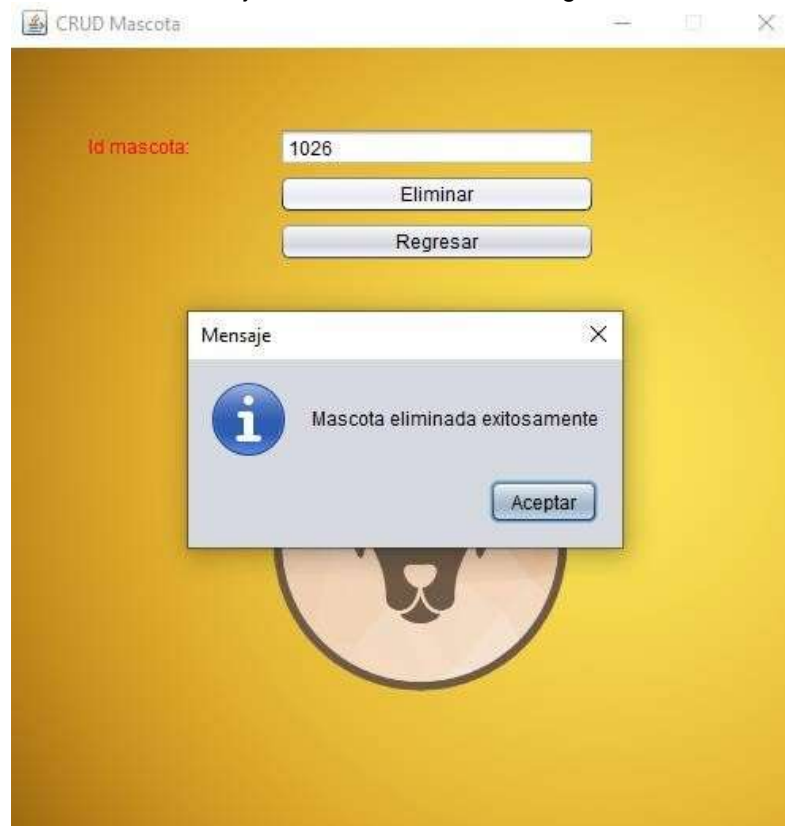 CRUD Mascota
Id mascota:
1026
Eliminar
Regresar
Mensaje
Mascota eliminada exitosamente
Aceptar